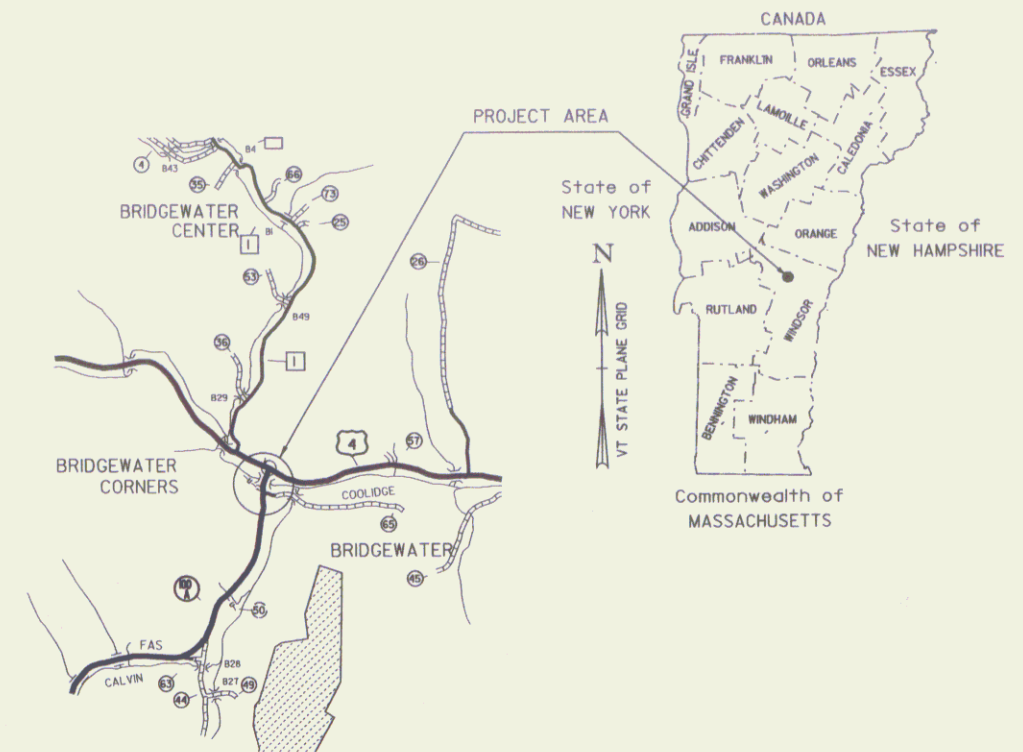 CANADA
FRANKLIN
ORLEANS
ESSEX
GRAND ISLE
LAMOILLE
CHITTENDEN
CALEDONIA
WASHINGTON
PROJECT AREA
State of
NEW YORK
ADDISON
ORANGE
State of
NEW HAMPSHIRE
N
VT STATE PLANE GRID
RUTLAND
WINDSOR
BENNINGTON
WINDHAM
Commonwealth of
MASSACHUSETTS
4
B43
B4
35
66
73
25
BRIDGEWATER
CENTER
1
B1
26
53
B49
36
1
B29
4
57
BRIDGEWATER
CORNERS
COOLIDGE
65
BRIDGEWATER
45
100
A
50
FAS
CALVIN
63
B26
B27
49
44